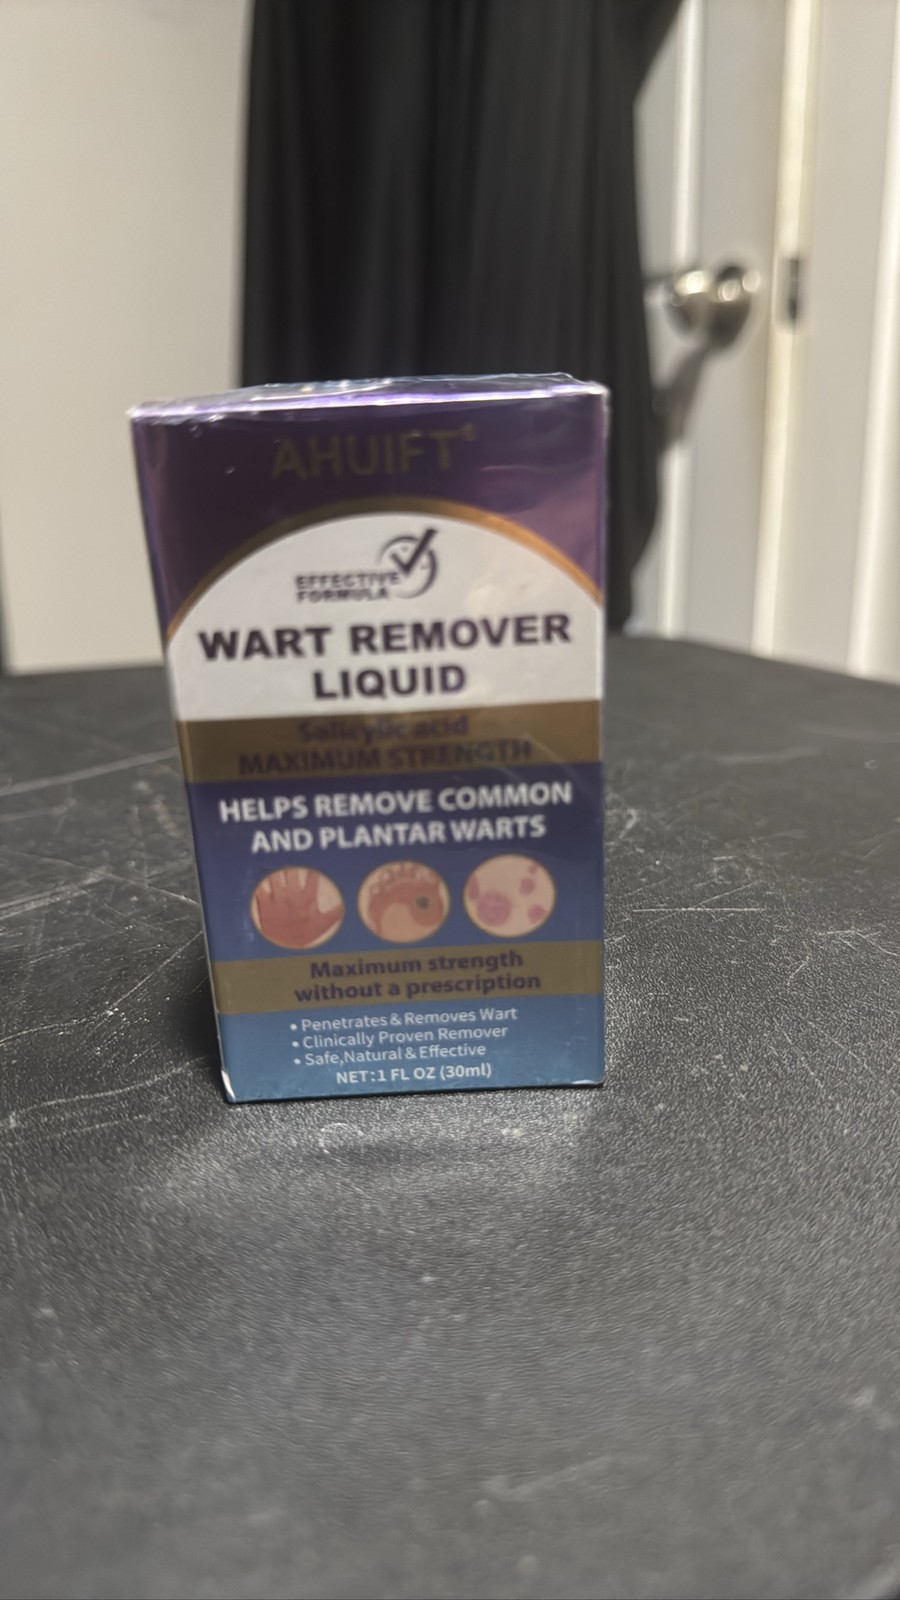 AHUIFT
EFFECTIVE
FORMULA
WART REMOVER
LIQUID
Salicylic acid
MAXIMUM STRENGTH
HELPS REMOVE COMMON
AND PLANTAR WARTS
Maximum strength
without a prescription
• Penetrates & Removes Wart
• Clinically Proven Remover
• Safe,Natural & Effective
NET:1 FL OZ (30ml)